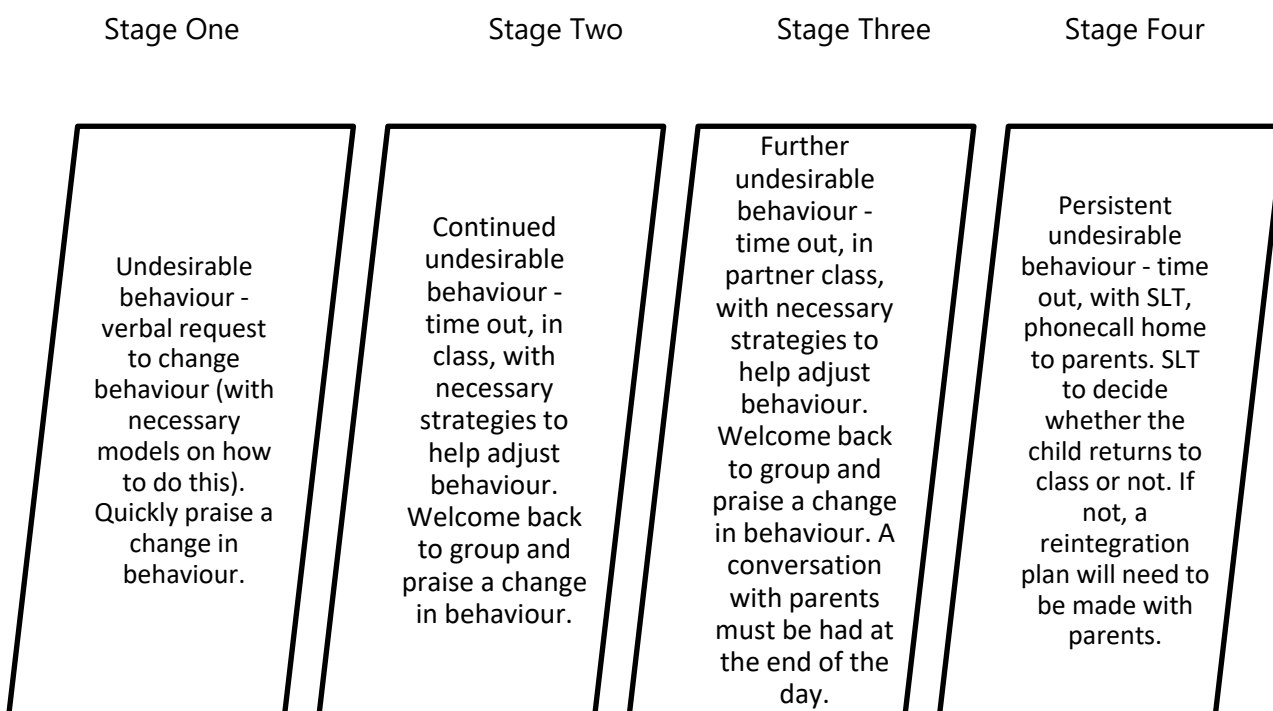 Stage One
Stage Two
Stage Three
Stage Four
Undesirable
behaviour -
verbal request
to change
behaviour (with
necessary
models on how
to do this).
Quickly praise a
change in
behaviour.
Continued
undesirable
behaviour -
time out, in
class, with
necessary
strategies to
help adjust
behaviour.
Welcome back
to group and
praise a change
in behaviour.
Further
undesirable
behaviour -
time out, in
partner class,
with necessary
strategies to
help adjust
behaviour.
Welcome back
to group and
praise a change
in behaviour. A
conversation
with parents
must be had at
the end of the
day.
Persistent
undesirable
behaviour - time
out, with SLT,
phonecall home
to parents. SLT
to decide
whether the
child returns to
class or not. If
not, a
reintegration
plan will need to
be made with
parents.